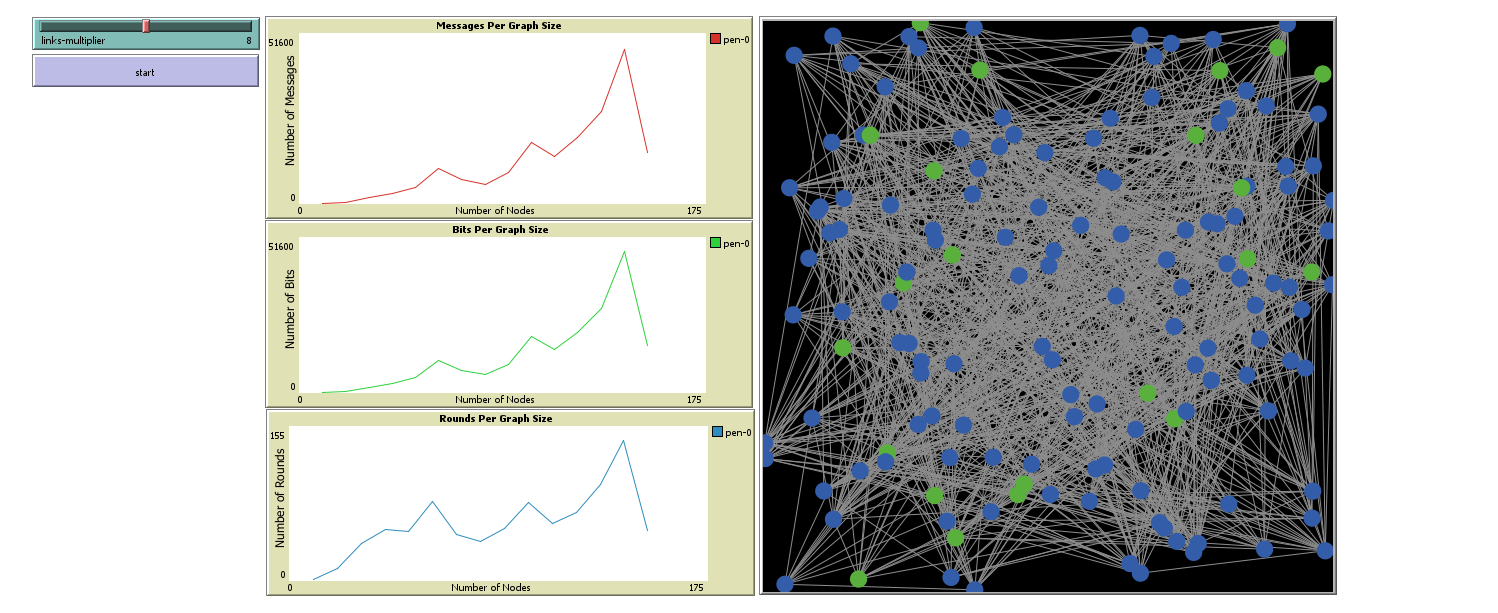 links-multiplier 8
start
Messages Per Graph Size
51600
Number of Messages
0
0
Number of Nodes
175
pen-0
Bits Per Graph Size
51600
Number of Bits
0
0
Number of Nodes
175
pen-0
Rounds Per Graph Size
155
Number of Rounds
0
0
Number of Nodes
175
pen-0